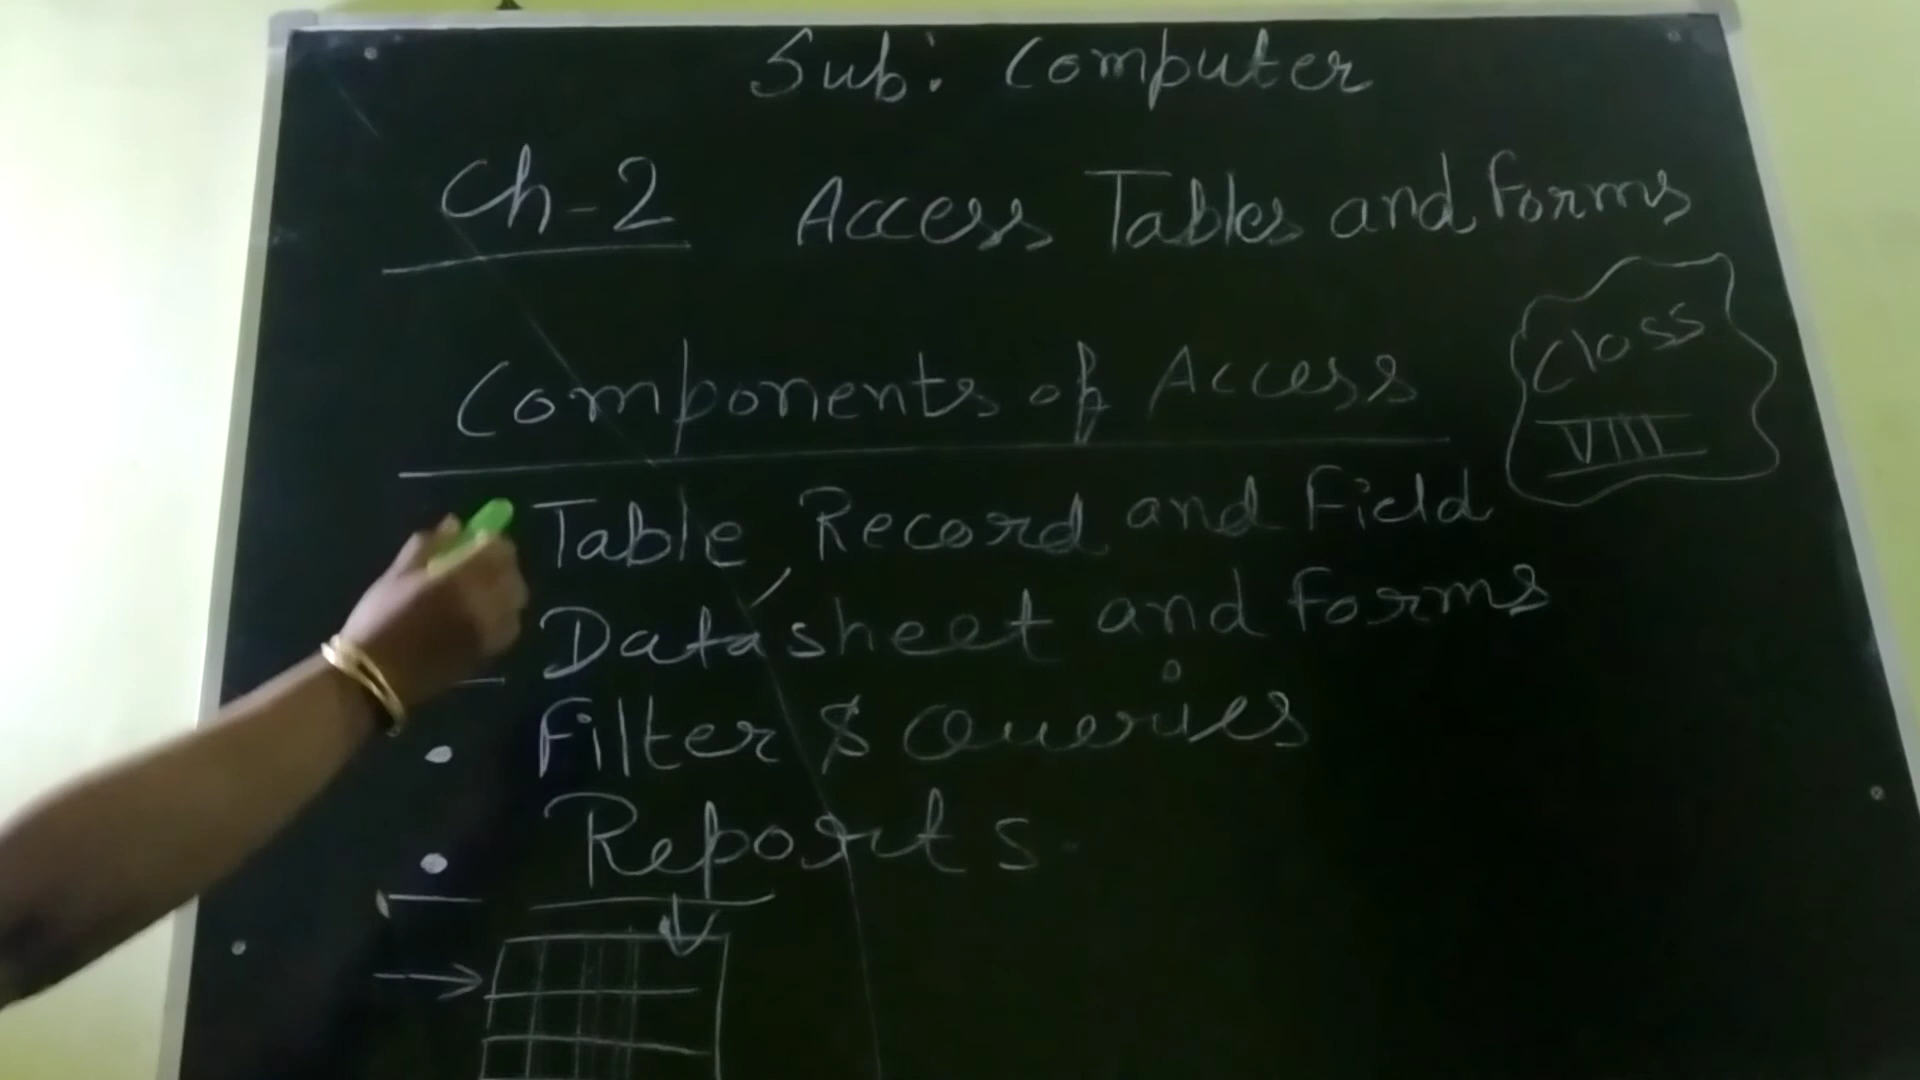 Sub: Computer
Ch-2 Access Tables and Forms
Components of Access
Class
VIII
Table, Record and Field
Datasheet and Forms
• Filter & Queries
• Reports.